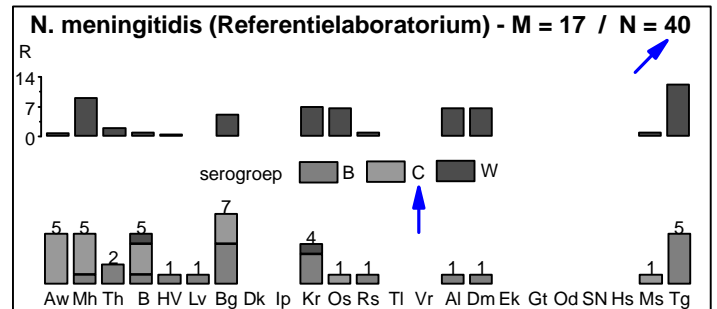 N. meningitidis (Referentielaboratorium) - M = 17 / N = 40
R
14
7
0
serogroep B C W
5 5 2 5 1 1 7 4 1 1 1 1 1 5
Aw Mh Th B HV Lv Bg Dk Ip Kr Os Rs Tl Vr Al Dm Ek Gt Od SN Hs Ms Tg